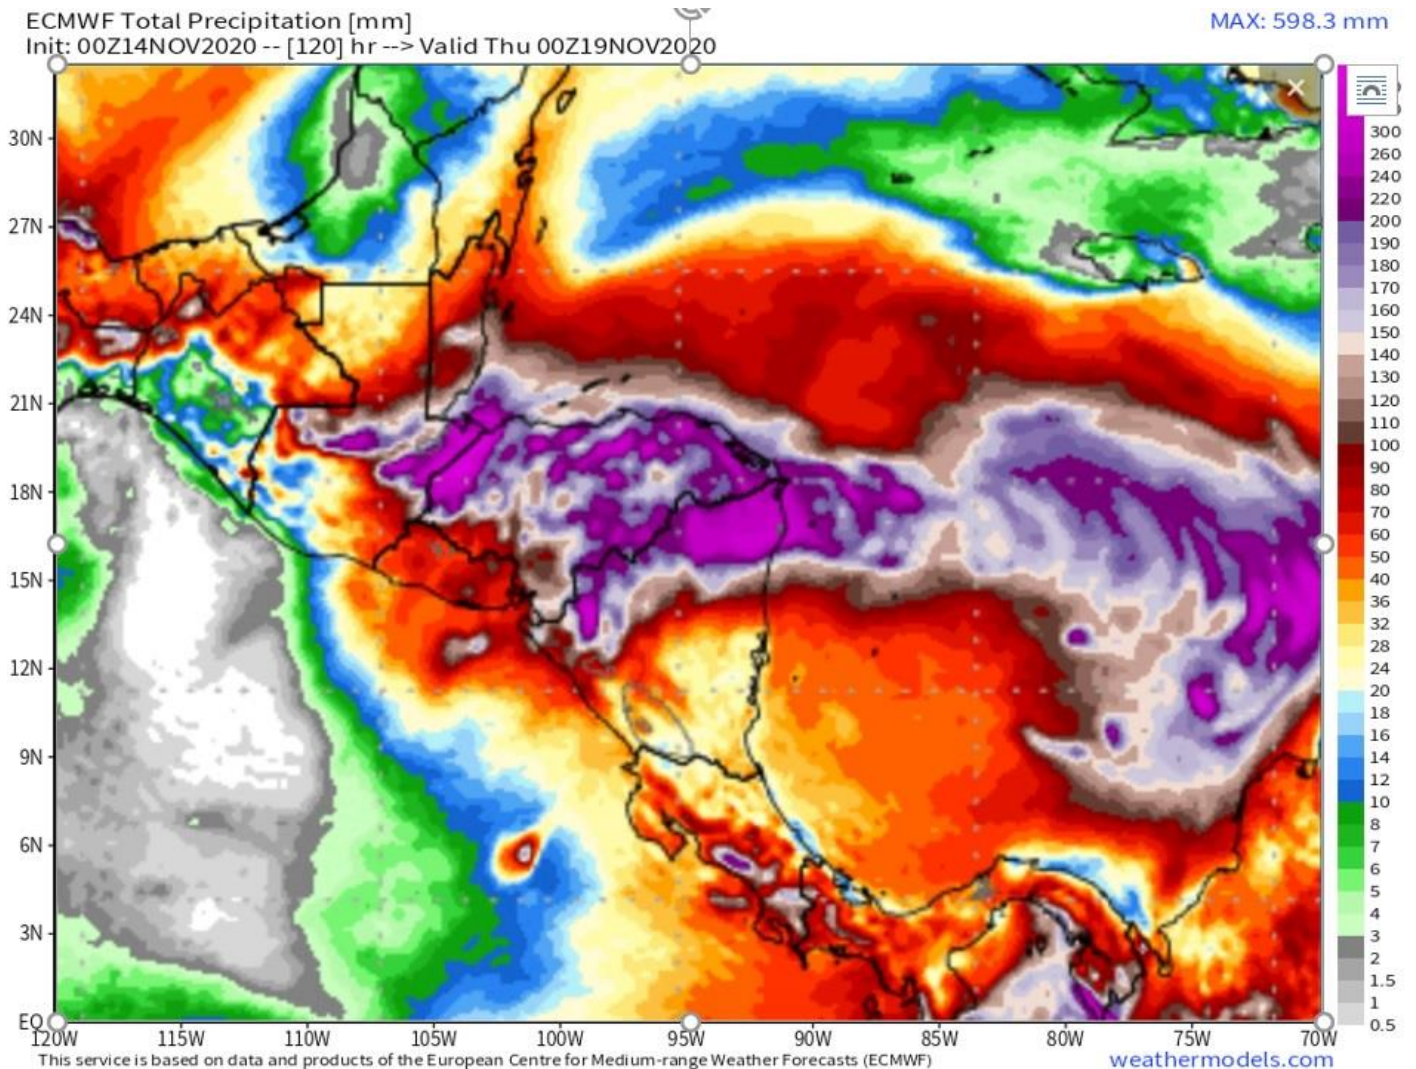 ECMWF Total Precipitation [mm]
MAX: 598.3 mm
Init: 00Z14NOV2020 -- [120] hr --> Valid Thu 00Z19NOV2020
30N
27N
24N
21N
18N
15N
12N
9N
6N
3N
EQ
120W 115W 110W 105W 100W 95W 90W 85W 80W 75W 70W
300
260
240
220
200
190
180
170
160
150
140
130
120
110
100
90
80
70
60
50
40
36
32
28
24
20
18
16
14
12
10
8
7
6
5
4
3
2
1.5
1
0.5
This service is based on data and products of the European Centre for Medium-range Weather Forecasts (ECMWF)
weathermodels.com